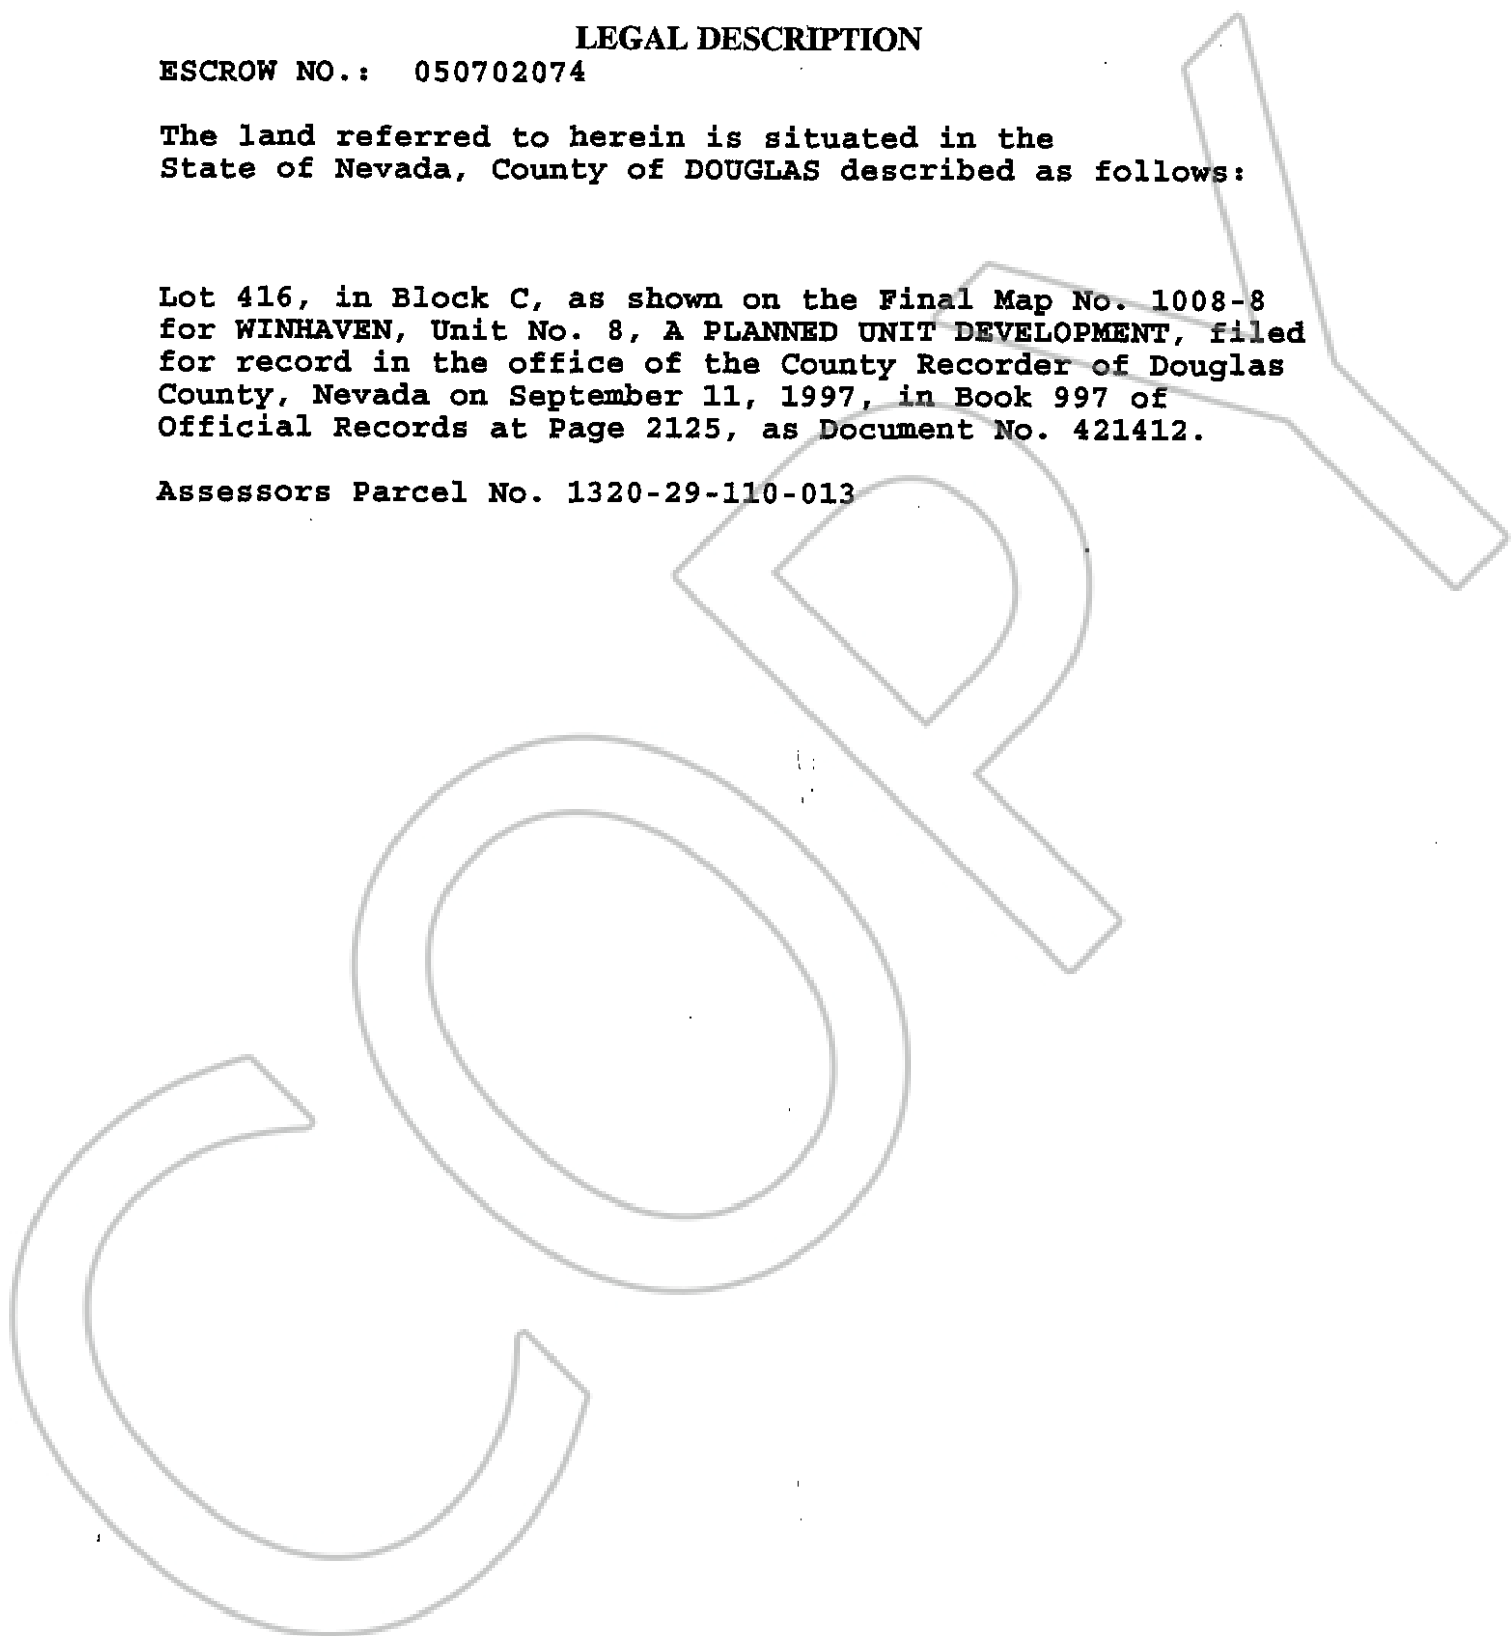 LEGAL DESCRIPTION
ESCROW NO.: 050702074
The land referred to herein is situated in the
State of Nevada, County of DOUGLAS described as follows:
Lot 416, in Block C, as shown on the Final Map No. 1008-8
for WINHAVEN, Unit No. 8, A PLANNED UNIT DEVELOPMENT, filed
for record in the office of the County Recorder of Douglas
County, Nevada on September 11, 1997, in Book 997 of
Official Records at Page 2125, as Document No. 421412.
Assessors Parcel No. 1320-29-110-013
COPY